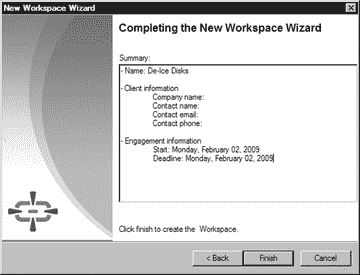 New Workspace Wizard
Completing the New Workspace Wizard
Summary:
- Name: De-Ice Disks
- Client information
Company name:
Contact name:
Contact email:
Contact phone:
- Engagement information
Start: Monday, February 02, 2009
Deadline: Monday, February 02, 2009
Click finish to create the Workspace.
< Back
Finish
Cancel